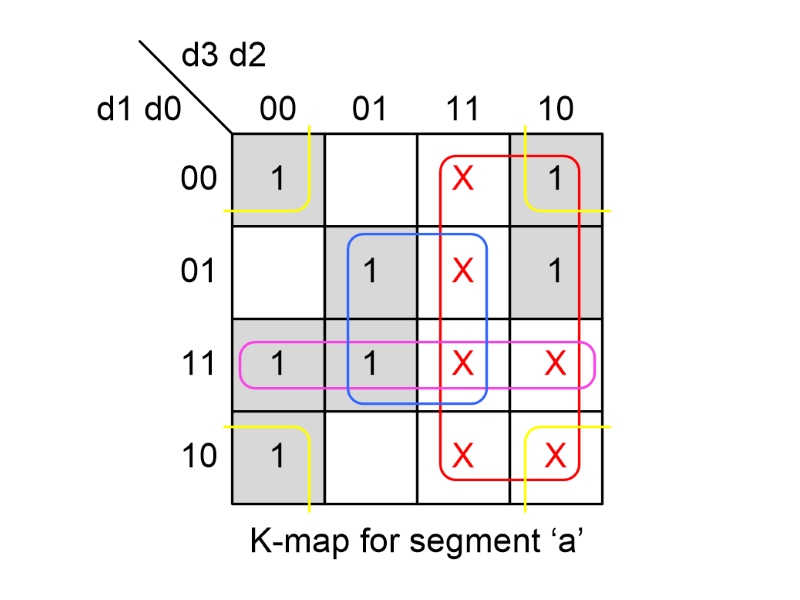 d3 d2
d1 d0 00 01 11 10
00 1 X 1
01 1 X 1
11 1 1 X X
10 1 X X
K-map for segment ‘a’